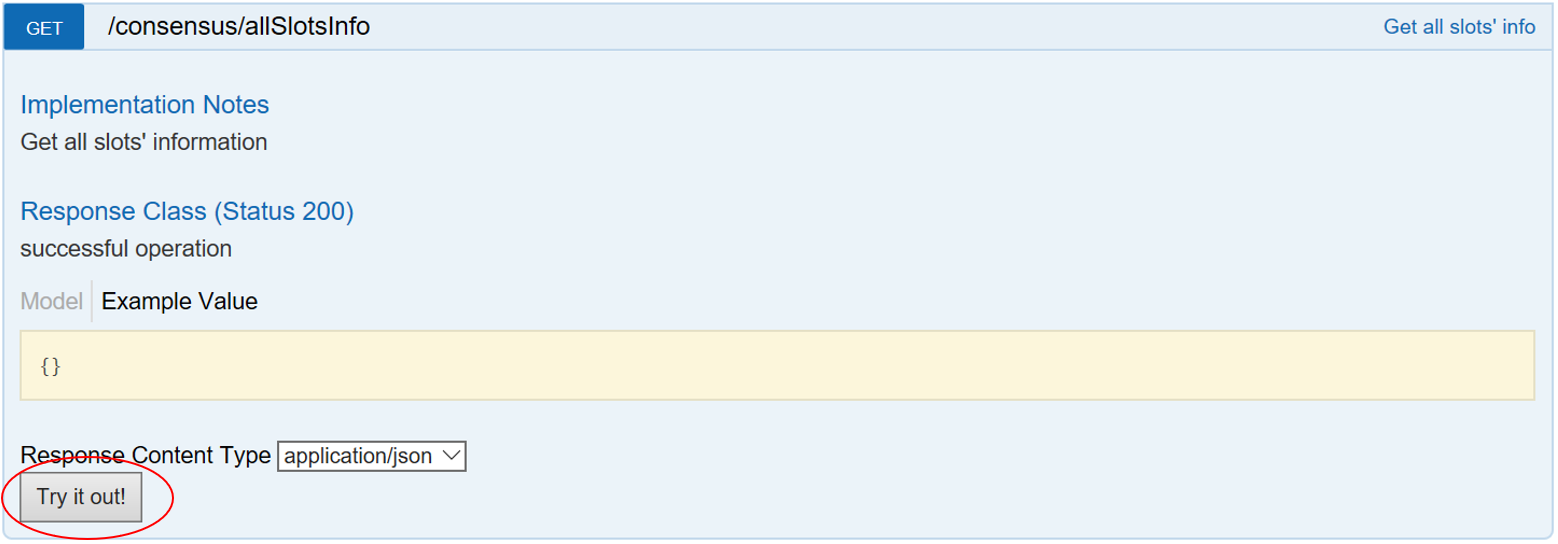 GET /consensus/allSlotsInfo Get all slots' info
Implementation Notes
Get all slots' information
Response Class (Status 200)
successful operation
Model Example Value
{}
Response Content Type application/json
Try it out!